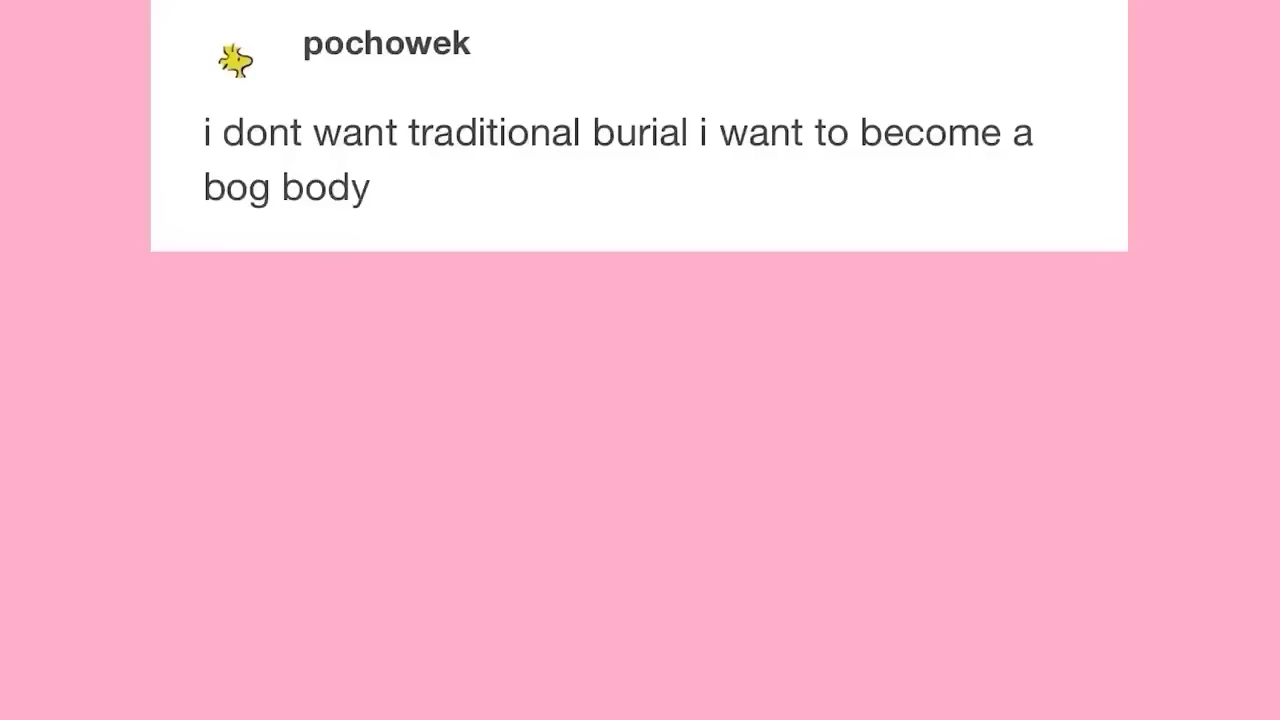 pochowek
i dont want traditional burial i want to become a
bog body